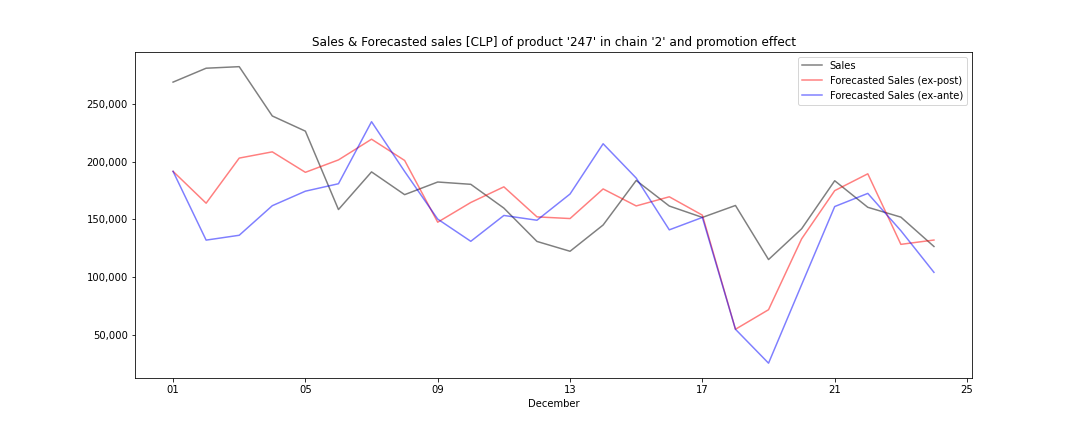 Sales & Forecasted sales [CLP] of product '247' in chain '2' and promotion effect
Sales
Forecasted Sales (ex-post)
Forecasted Sales (ex-ante)
250,000
200,000
150,000
100,000
50,000
01 05 09 13 17 21 25
December